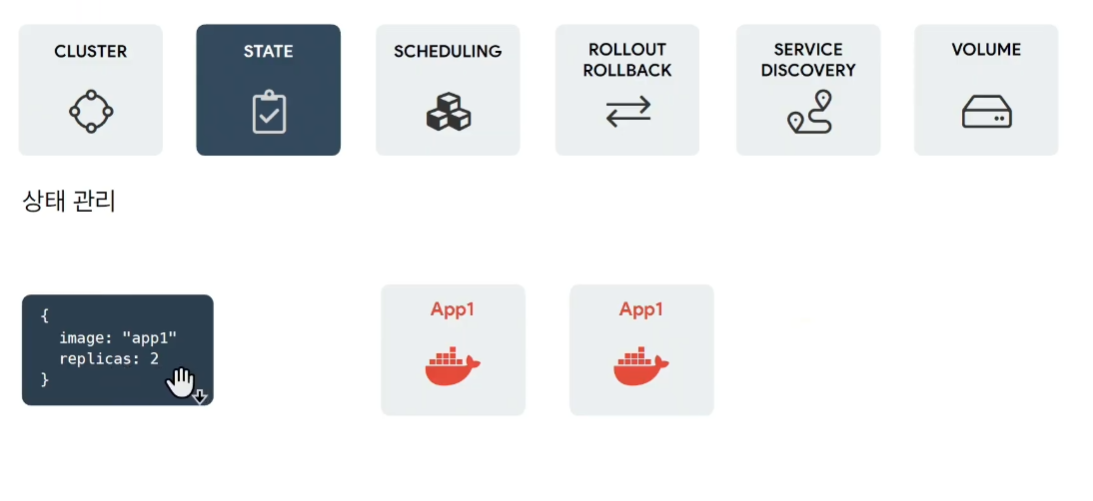 CLUSTER
STATE
SCHEDULING
ROLLOUT
ROLLBACK
SERVICE
DISCOVERY
VOLUME
상태 관리
{
image: "app1"
replicas: 2
}
App1
App1